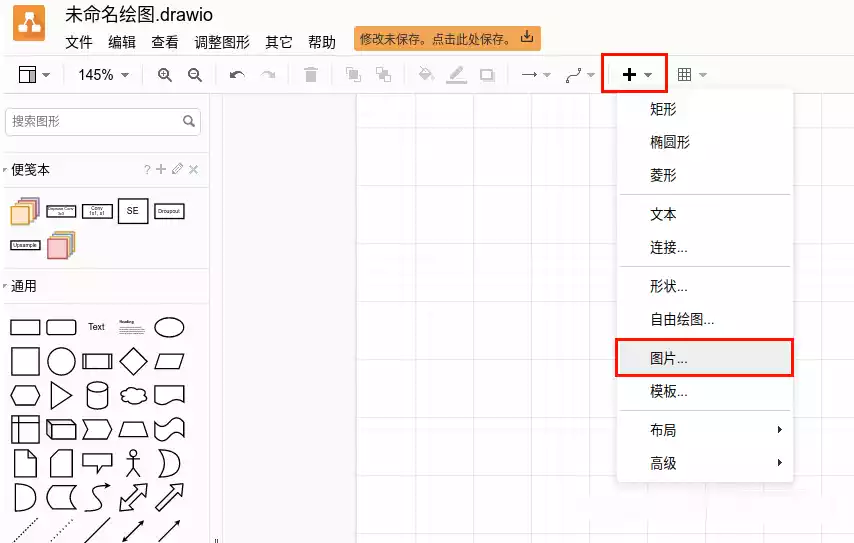 未命名绘图.drawio
文件 编辑 查看 调整图形 其它 帮助
修改未保存。点击此处保存。
145%
搜索图形
便笺本
?
Conv
1x1, s1
SE
Groupout
Upsample
通用
Text
Heading
矩形
椭圆形
菱形
文本
连接...
形状...
自由绘图...
图片...
模板...
布局
高级